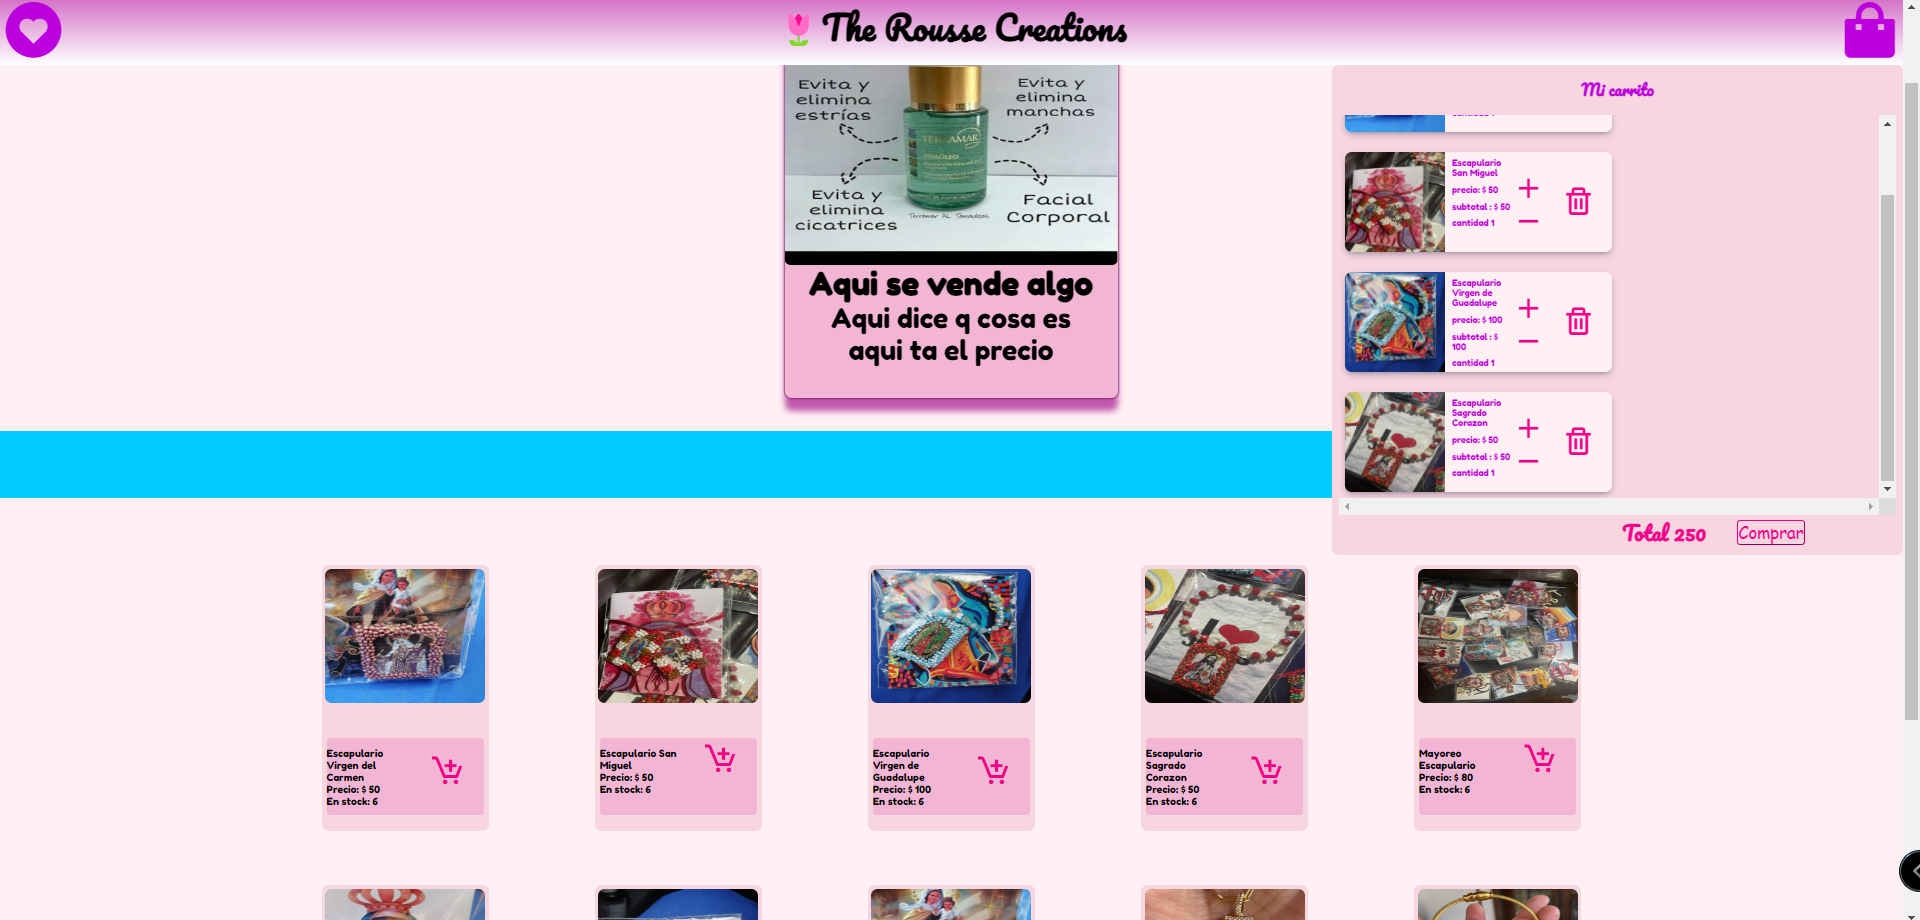 The Rousse Creations
Evita y
elimina
estrías
Evita y
elimina
manchas
TERRAMAR
Evita y
elimina
cicatrices
Facial
Corporal
Aqui se vende algo
Aqui dice q cosa es
aqui ta el precio
Mi carrito
Escapulario
San Miguel
precio: $ 50
subtotal : $ 50
cantidad 1
Escapulario
Virgen de
Guadalupe
precio: $ 100
subtotal : $
100
cantidad 1
Escapulario
Sagrado
Corazon
precio: $ 50
subtotal : $ 50
cantidad 1
Total 250
Comprar
Escapulario
Virgen del
Carmen
Precio: $ 50
En stock: 6
Escapulario San
Miguel
Precio: $ 50
En stock: 6
Escapulario
Virgen de
Guadalupe
Precio: $ 100
En stock: 6
Escapulario
Sagrado
Corazon
Precio: $ 50
En stock: 6
Mayoreo
Escapulario
Precio: $ 80
En stock: 6